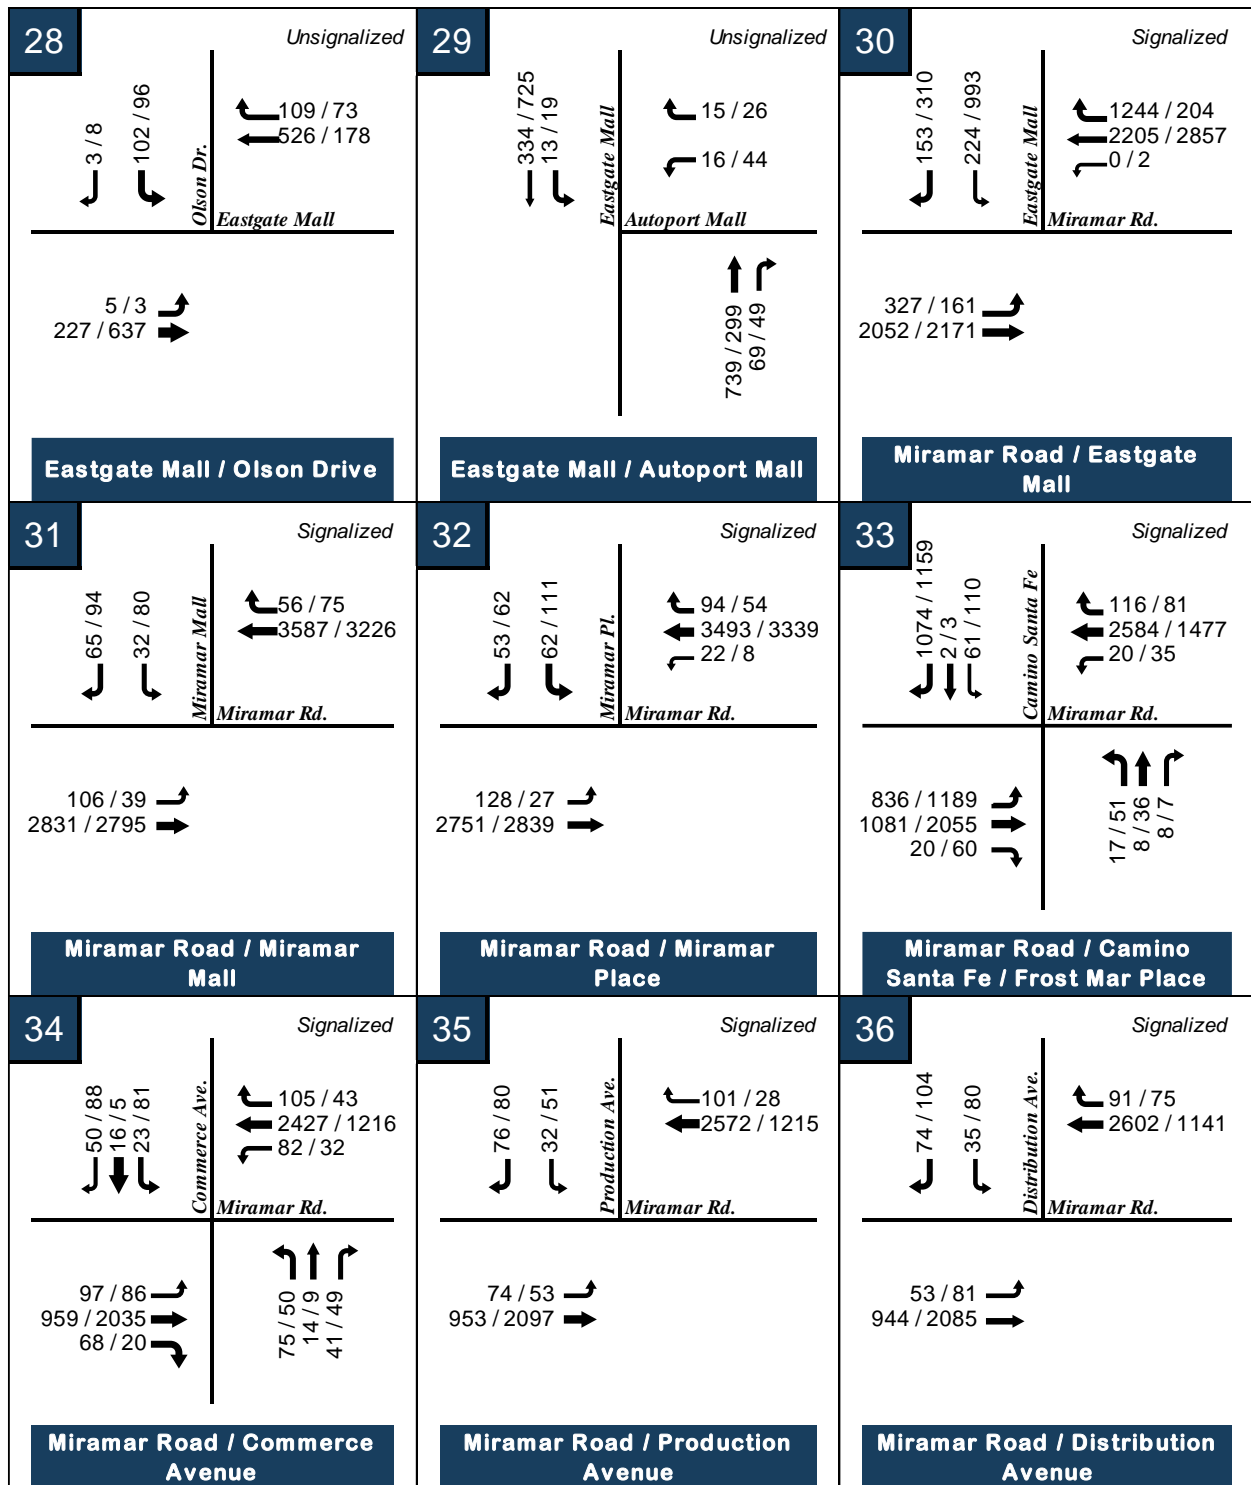 28
Unsignalized
3 / 8
102 / 96
Olson Dr.
109 / 73
526 / 178
Eastgate Mall
5 / 3
227 / 637
Eastgate Mall / Olson Drive
29
Unsignalized
334 / 725
13 / 19
Eastgate Mall
15 / 26
16 / 44
Autoport Mall
739 / 299
69 / 49
Eastgate Mall / Autoport Mall
30
Signalized
153 / 310
224 / 993
Eastgate Mall
1244 / 204
2205 / 2857
0 / 2
Miramar Rd.
327 / 161
2052 / 2171
Miramar Road / Eastgate
Mall
31
Signalized
65 / 94
32 / 80
Miramar Mall
56 / 75
3587 / 3226
Miramar Rd.
106 / 39
2831 / 2795
Miramar Road / Miramar
Mall
32
Signalized
53 / 62
62 / 111
Miramar Pl.
94 / 54
3493 / 3339
22 / 8
Miramar Rd.
128 / 27
2751 / 2839
Miramar Road / Miramar
Place
33
Signalized
1074 / 1159
2 / 3
61 / 110
Camino Santa Fe
116 / 81
2584 / 1477
20 / 35
Miramar Rd.
836 / 1189
1081 / 2055
20 / 60
17 / 51
8 / 36
8 / 7
Miramar Road / Camino
Santa Fe / Frost Mar Place
34
Signalized
50 / 88
16 / 5
23 / 81
Commerce Ave.
105 / 43
2427 / 1216
82 / 32
Miramar Rd.
97 / 86
959 / 2035
68 / 20
75 / 50
14 / 9
41 / 49
Miramar Road / Commerce
Avenue
35
Signalized
76 / 80
32 / 51
Production Ave.
101 / 28
2572 / 1215
Miramar Rd.
74 / 53
953 / 2097
Miramar Road / Production
Avenue
36
Signalized
74 / 104
35 / 80
Distribution Ave.
91 / 75
2602 / 1141
Miramar Rd.
53 / 81
944 / 2085
Miramar Road / Distribution
Avenue